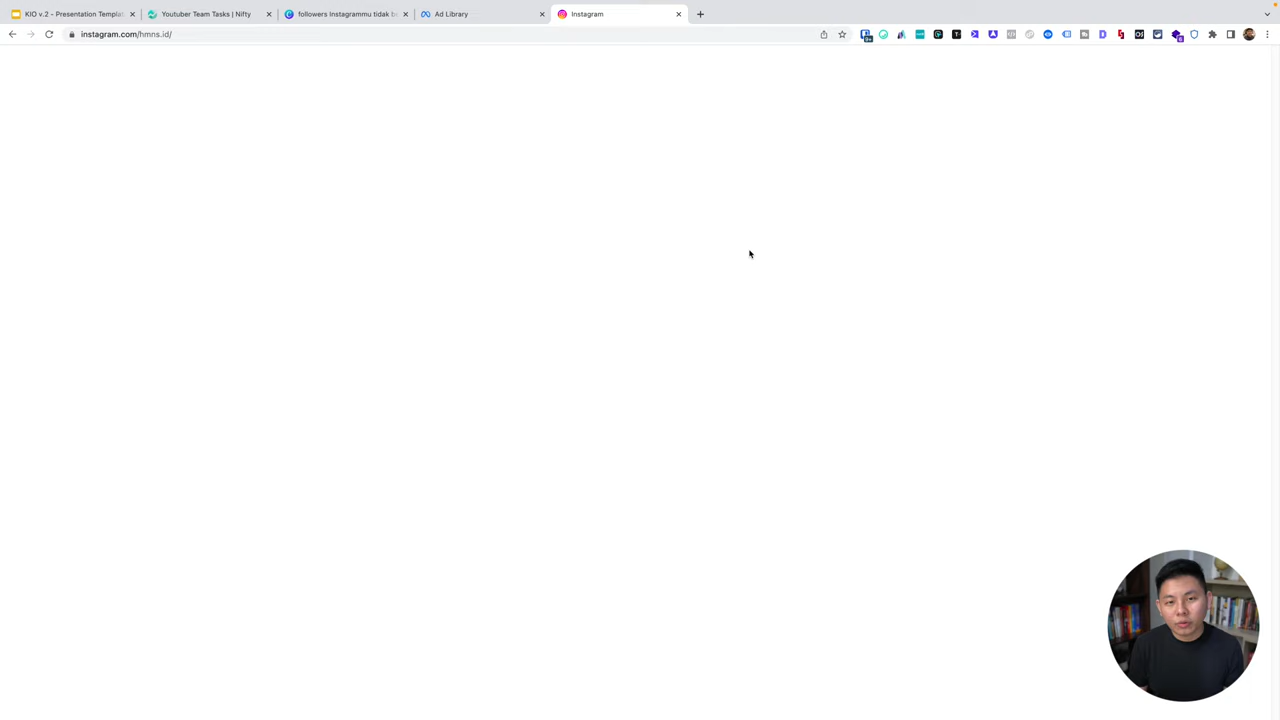 KIO v.2 - Presentation Templat
Youtuber Team Tasks | Nifty
followers Instagrammu tidak b
Ad Library
Instagram
instagram.com/hmns.id/